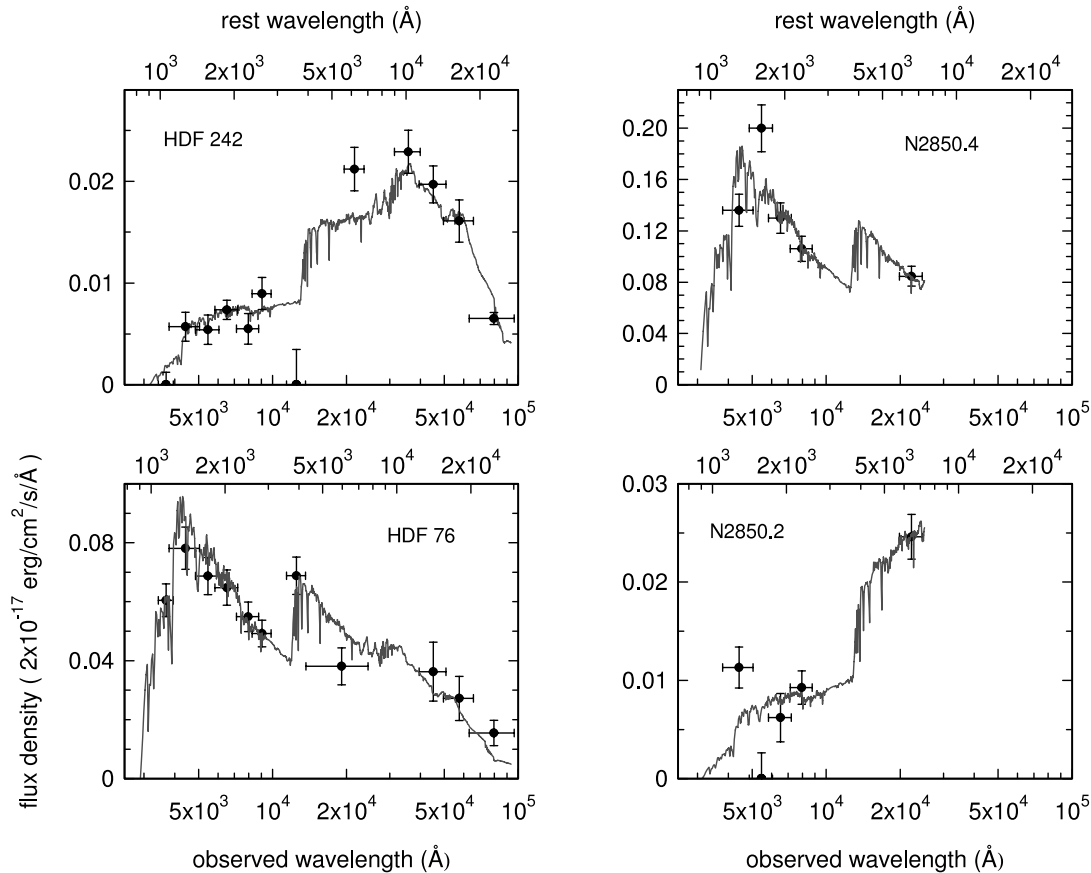 rest wavelength (Å)
rest wavelength (Å)
10³ 2x10³ 5x10³ 10⁴ 2x10⁴
10³ 2x10³ 5x10³ 10⁴ 2x10⁴
HDF 242
N2850.4
0.02
0.01
0
0.20
0.16
0.12
0.08
0.04
0
5x10³ 10⁴ 2x10⁴ 5x10⁴ 10⁵
5x10³ 10⁴ 2x10⁴ 5x10⁴ 10⁵
10³ 2x10³ 5x10³ 10⁴ 2x10⁴
10³ 2x10³ 5x10³ 10⁴ 2x10⁴
HDF 76
N2850.2
0.08
0.04
0
0.03
0.02
0.01
0
5x10³ 10⁴ 2x10⁴ 5x10⁴ 10⁵
5x10³ 10⁴ 2x10⁴ 5x10⁴ 10⁵
flux density ( 2x10⁻¹⁷ erg/cm²/s/Å)
observed wavelength (Å)
observed wavelength (Å)